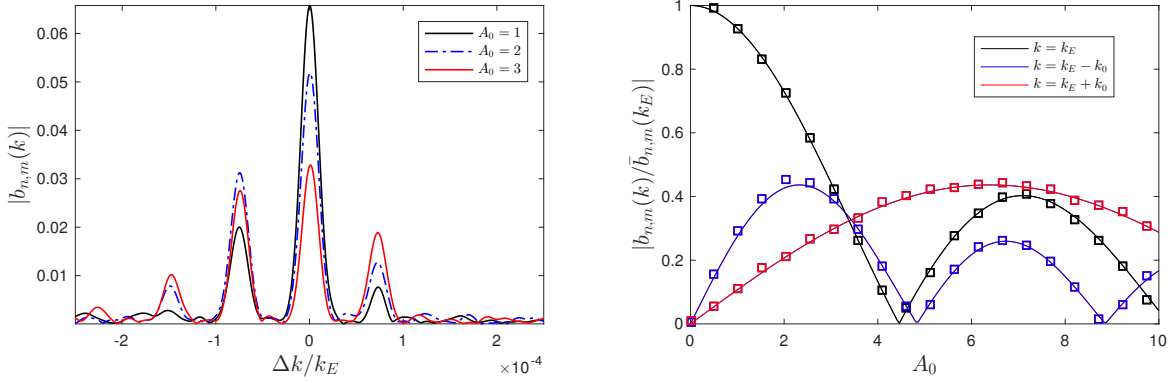 0.06
0.05
0.04
0.03
0.02
0.01
|b_{n,m}(k)|
-2 -1 0 1 2
×10^{-4}
Δk/k_E
A_0 = 1
A_0 = 2
A_0 = 3
1
0.8
0.6
0.4
0.2
0
|b_{n,m}(k)/b̄_{n,m}(k_E)|
0 2 4 6 8 10
A_0
k = k_E
k = k_E − k_0
k = k_E + k_0